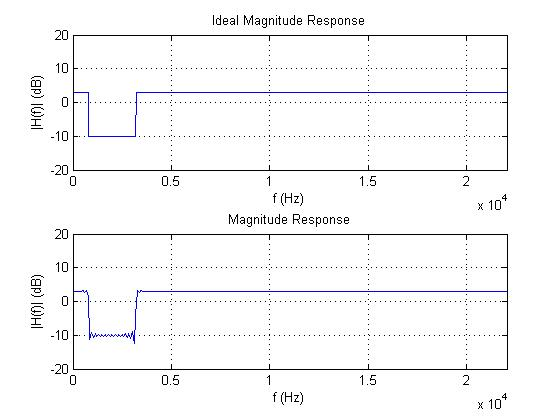 Ideal Magnitude Response
20
10
0
-10
-20
|H(f)| (dB)
0 0.5 1 1.5 2
f (Hz)
x 10^4
Magnitude Response
20
10
0
-10
-20
|H(f)| (dB)
0 0.5 1 1.5 2
f (Hz)
x 10^4